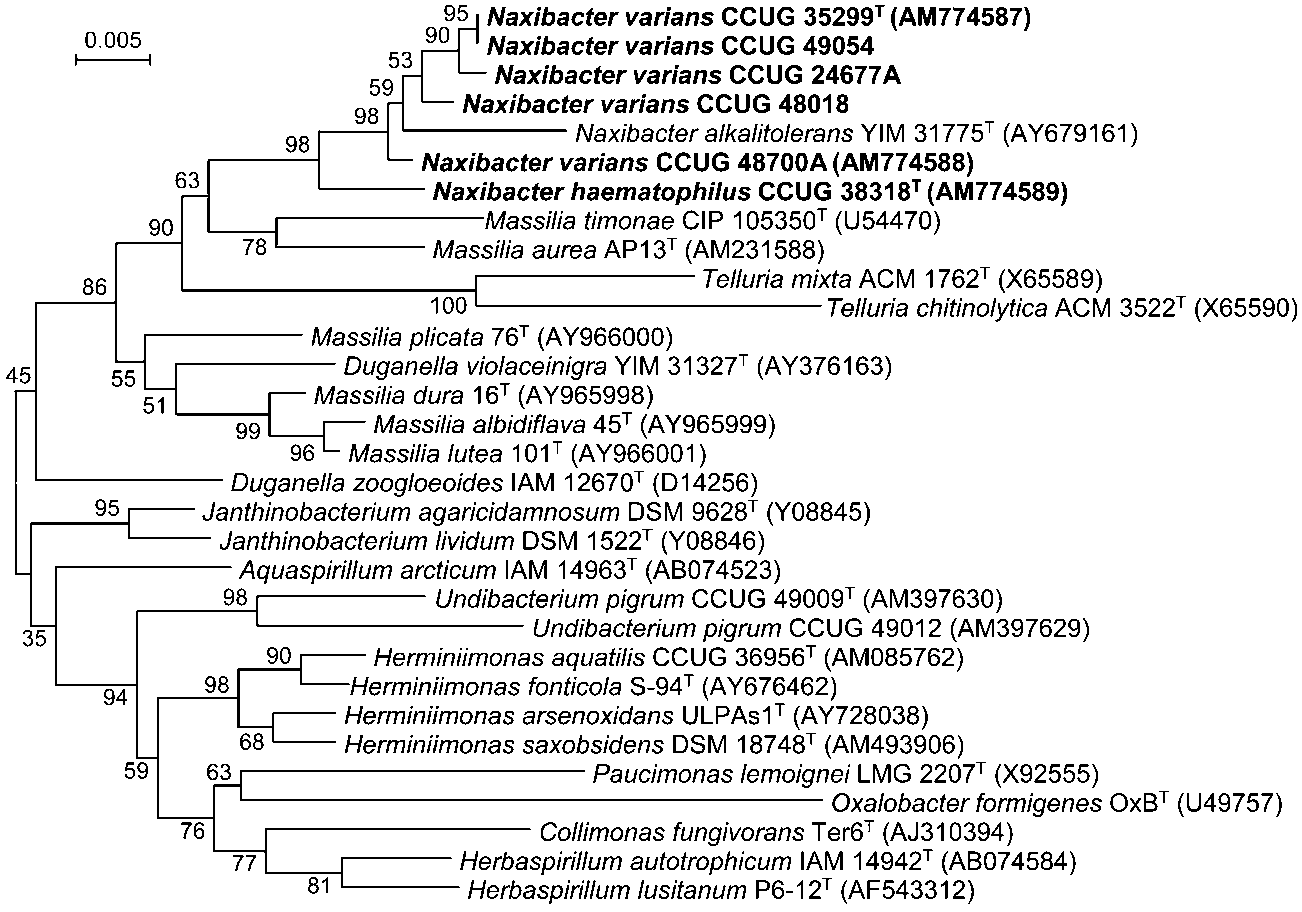 95
Naxibacter varians CCUG 35299ᵀ (AM774587)
0.005
90
Naxibacter varians CCUG 49054
53
Naxibacter varians CCUG 24677A
59
Naxibacter varians CCUG 48018
98
Naxibacter alkalitolerans YIM 31775ᵀ (AY679161)
98
Naxibacter varians CCUG 48700A (AM774588)
63
Naxibacter haematophilus CCUG 38318ᵀ (AM774589)
90
Massilia timonae CIP 105350ᵀ (U54470)
78
Massilia aurea AP13ᵀ (AM231588)
86
Telluria mixta ACM 1762ᵀ (X65589)
100
Telluria chitinolytica ACM 3522ᵀ (X65590)
Massilia plicata 76ᵀ (AY966000)
45
55
Duganella violaceinigra YIM 31327ᵀ (AY376163)
51
Massilia dura 16ᵀ (AY965998)
99
Massilia albidiflava 45ᵀ (AY965999)
96
Massilia lutea 101ᵀ (AY966001)
Duganella zoogloeoides IAM 12670ᵀ (D14256)
95
Janthinobacterium agaricidamnosum DSM 9628ᵀ (Y08845)
Janthinobacterium lividum DSM 1522ᵀ (Y08846)
Aquaspirillum arcticum IAM 14963ᵀ (AB074523)
98
Undibacterium pigrum CCUG 49009ᵀ (AM397630)
35
Undibacterium pigrum CCUG 49012 (AM397629)
90
Herminiimonas aquatilis CCUG 36956ᵀ (AM085762)
94
98
Herminiimonas fonticola S-94ᵀ (AY676462)
Herminiimonas arsenoxidans ULPAs1ᵀ (AY728038)
68
Herminiimonas saxobsidens DSM 18748ᵀ (AM493906)
59
63
Paucimonas lemoignei LMG 2207ᵀ (X92555)
Oxalobacter formigenes OxBᵀ (U49757)
76
Collimonas fungivorans Ter6ᵀ (AJ310394)
77
Herbaspirillum autotrophicum IAM 14942ᵀ (AB074584)
81
Herbaspirillum lusitanum P6-12ᵀ (AF543312)